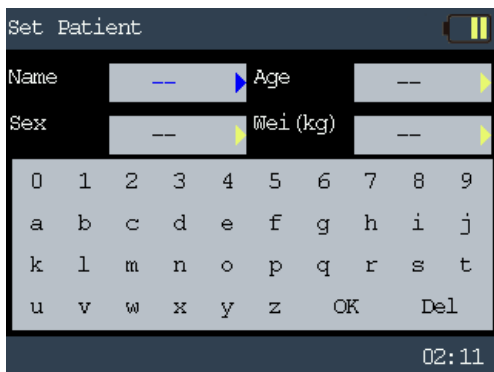 Set Patient
Name -- Age --
Sex -- Wei(kg) --
0 1 2 3 4 5 6 7 8 9
a b c d e f g h i j
k l m n o p q r s t
u v w x y z OK Del
02:11